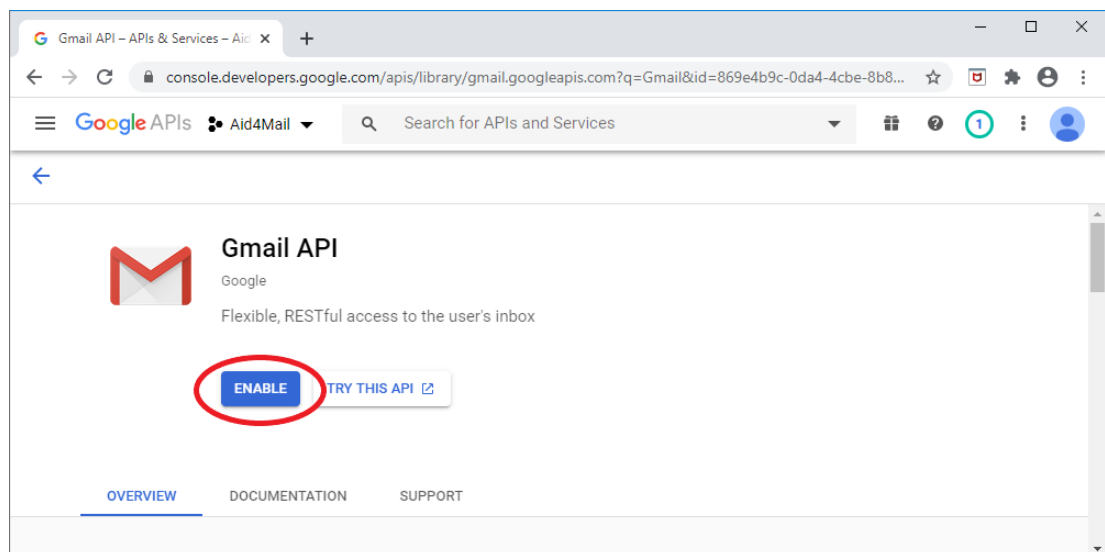 Gmail API – APIs & Services – Aid
console.developers.google.com/apis/library/gmail.googleapis.com?q=Gmail&id=869e4b9c-0da4-4cbe-8b8...
Google APIs Aid4Mail Search for APIs and Services 1
Gmail API
Google
Flexible, RESTful access to the user's inbox
ENABLE TRY THIS API
OVERVIEW DOCUMENTATION SUPPORT